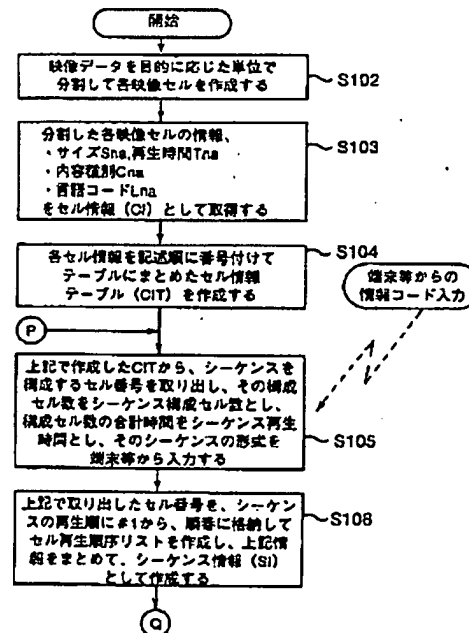 開始
映像データを目的に応じた単位で
分割して各映像セルを作成する
S102
分割した各映像セルの情報、
・サイズSna,再生時間Tna
・内容種別Cna
・言語コードLna
をセル情報（CI）として取得する
S103
各セル情報を記述順に番号付けて
テーブルにまとめたセル情報
テーブル（CIT）を作成する
S104
端末等からの
情報コード入力
P
上記で作成したCITから、シーケンスを
構成するセル番号を取り出し、その構成
セル数をシーケンス構成セル数とし、
構成セル数の合計時間をシーケンス再生
時間とし、そのシーケンスの形式を
端末等から入力する
S105
上記で取り出したセル番号を、シーケン
スの再生順に#1から、順番に格納して
セル再生順序リストを作成し、上記情
報をまとめて、シーケンス情報（SI）
として作成する
S108
Q